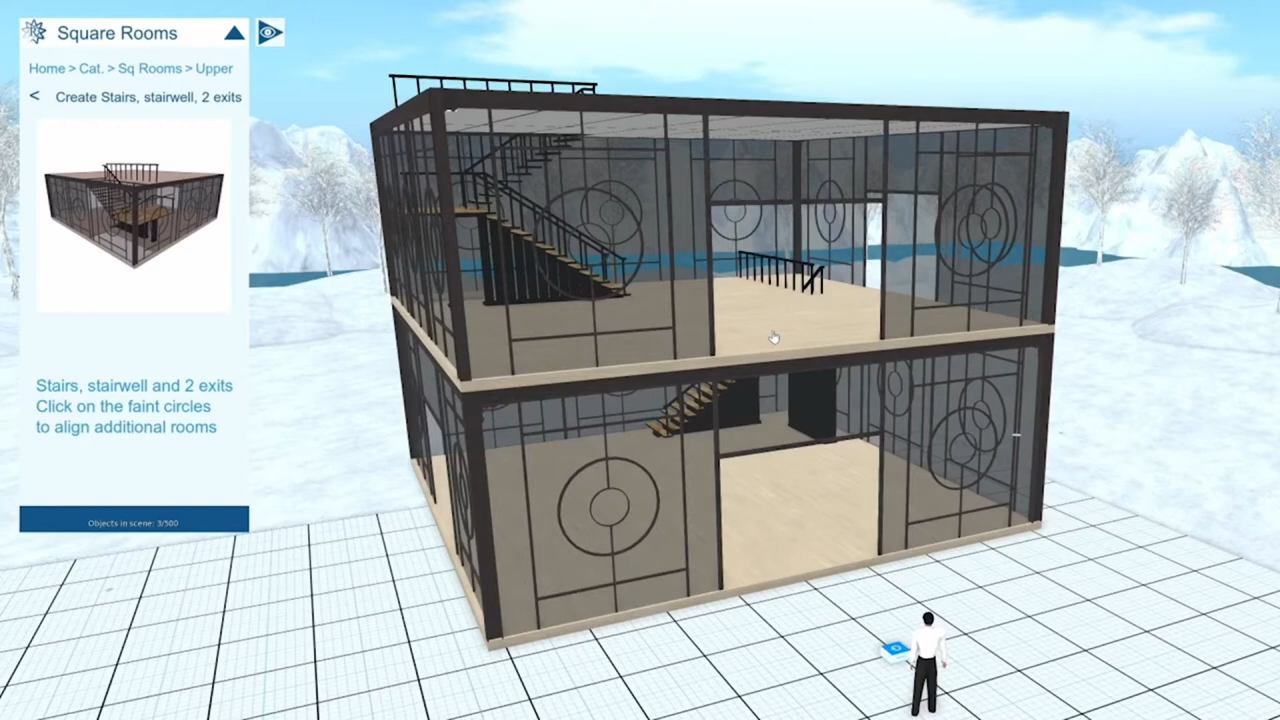 Square Rooms
Home > Cat. > Sq Rooms > Upper
< Create Stairs, stairwell, 2 exits
Stairs, stairwell and 2 exits
Click on the faint circles
to align additional rooms
Objects in scene: 3/500